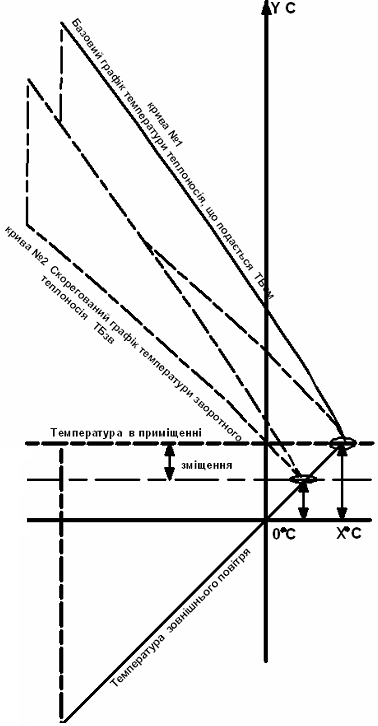 Y C
Базовий графік температури теплоносія, що подається ТБпм
крива №1
крива №2 Скорегований графік температури зворотного
теплоносія ТБзв
Температура в приміщенні
зміщення
0°C
X°C
Температура зовнішнього повітря